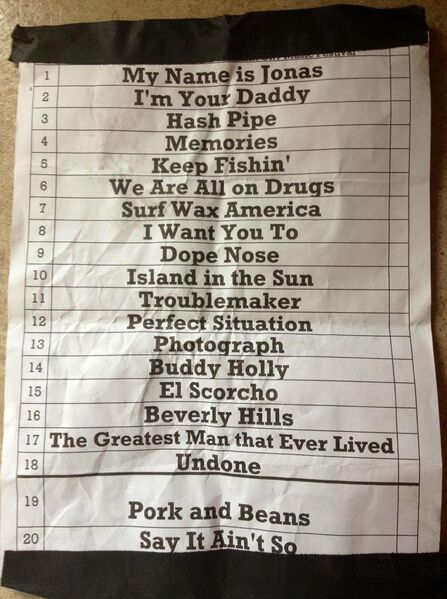 Music Festival
1 My Name is Jonas
2 I'm Your Daddy
3 Hash Pipe
4 Memories
5 Keep Fishin'
6 We Are All on Drugs
7 Surf Wax America
8 I Want You To
9 Dope Nose
10 Island in the Sun
11 Troublemaker
12 Perfect Situation
13 Photograph
14 Buddy Holly
15 El Scorcho
16 Beverly Hills
17 The Greatest Man that Ever Lived
18 Undone
19 Pork and Beans
20 Say It Ain't So